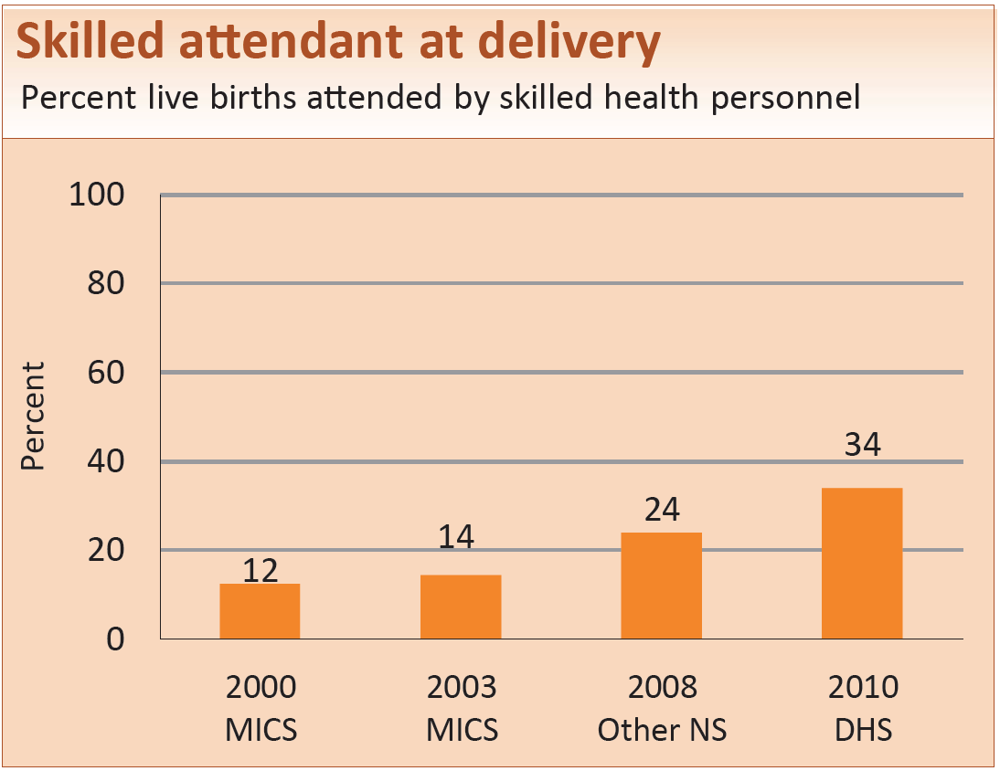 Skilled attendant at delivery
Percent live births attended by skilled health personnel
Percent
100
80
60
40
20
0
12
14
24
34
2000
MICS
2003
MICS
2008
Other NS
2010
DHS